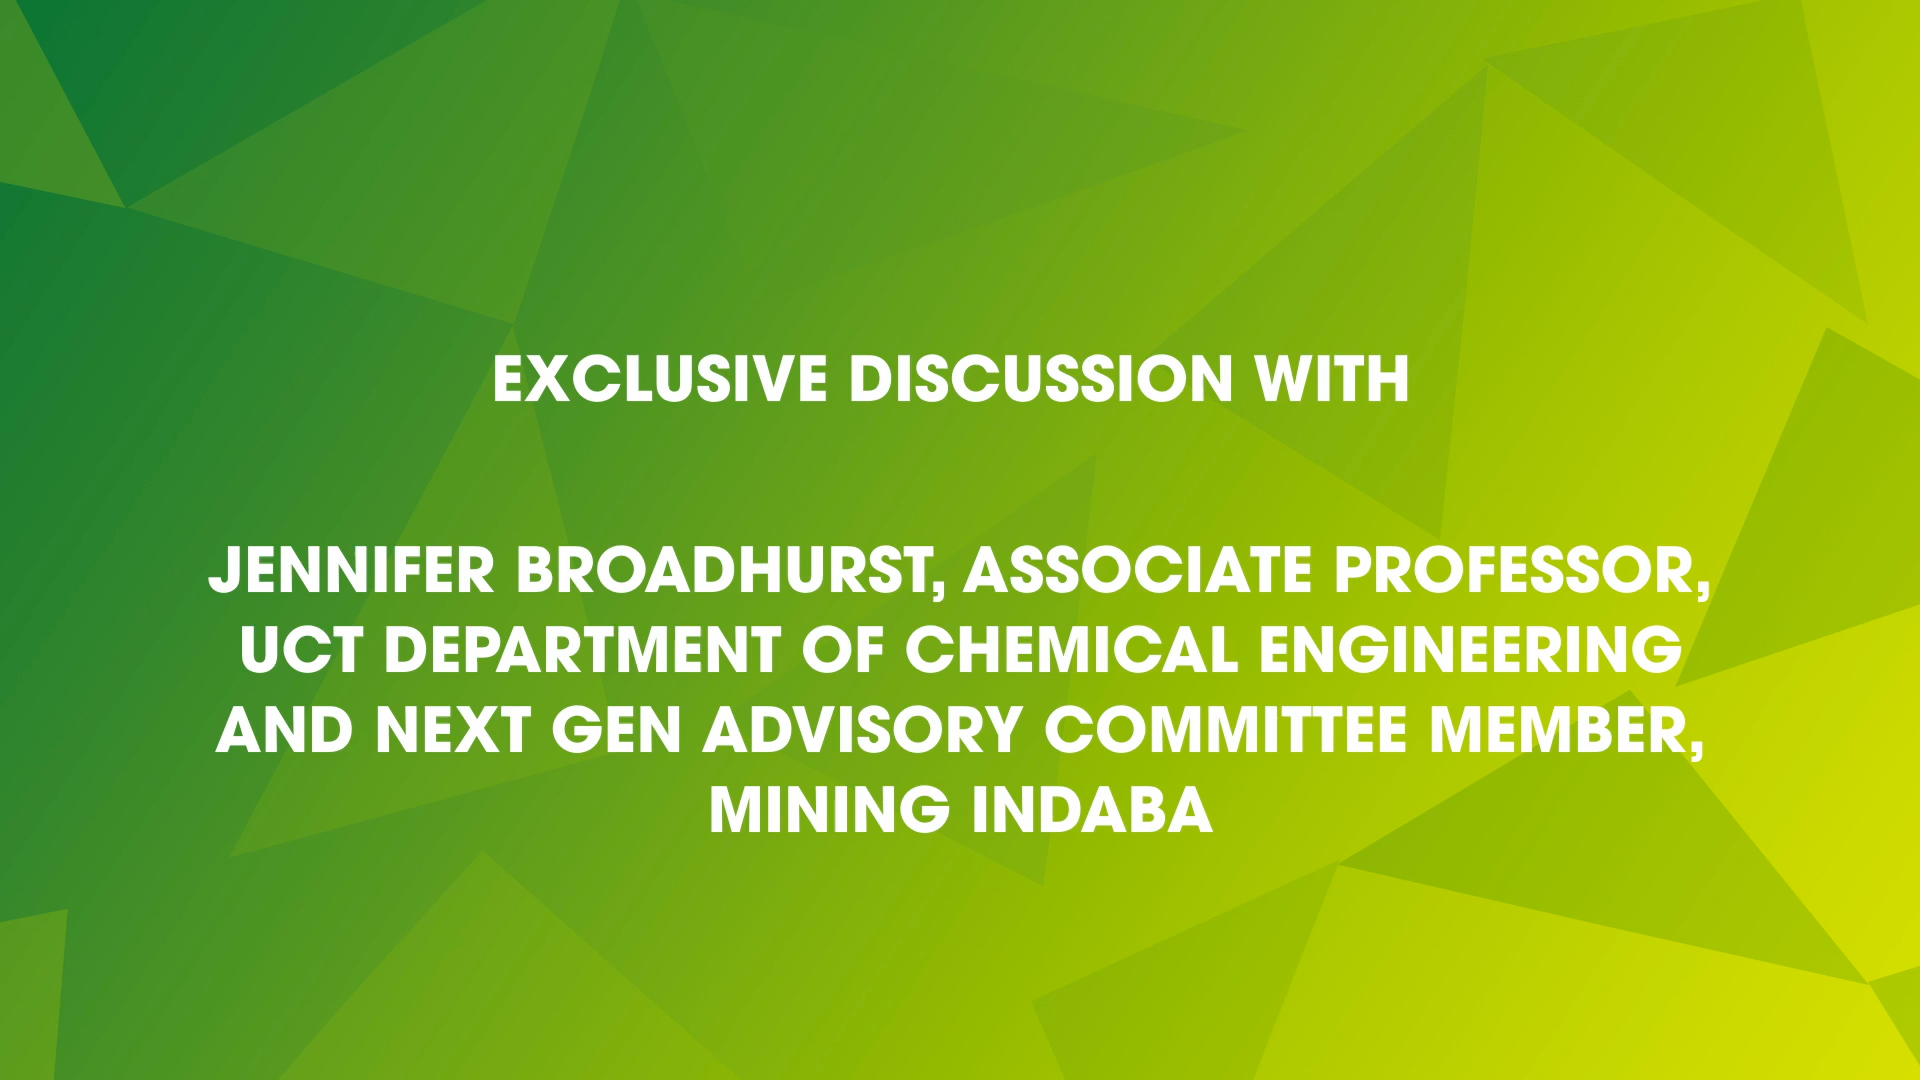 EXCLUSIVE DISCUSSION WITH
JENNIFER BROADHURST, ASSOCIATE PROFESSOR,
UCT DEPARTMENT OF CHEMICAL ENGINEERING
AND NEXT GEN ADVISORY COMMITTEE MEMBER,
MINING INDABA